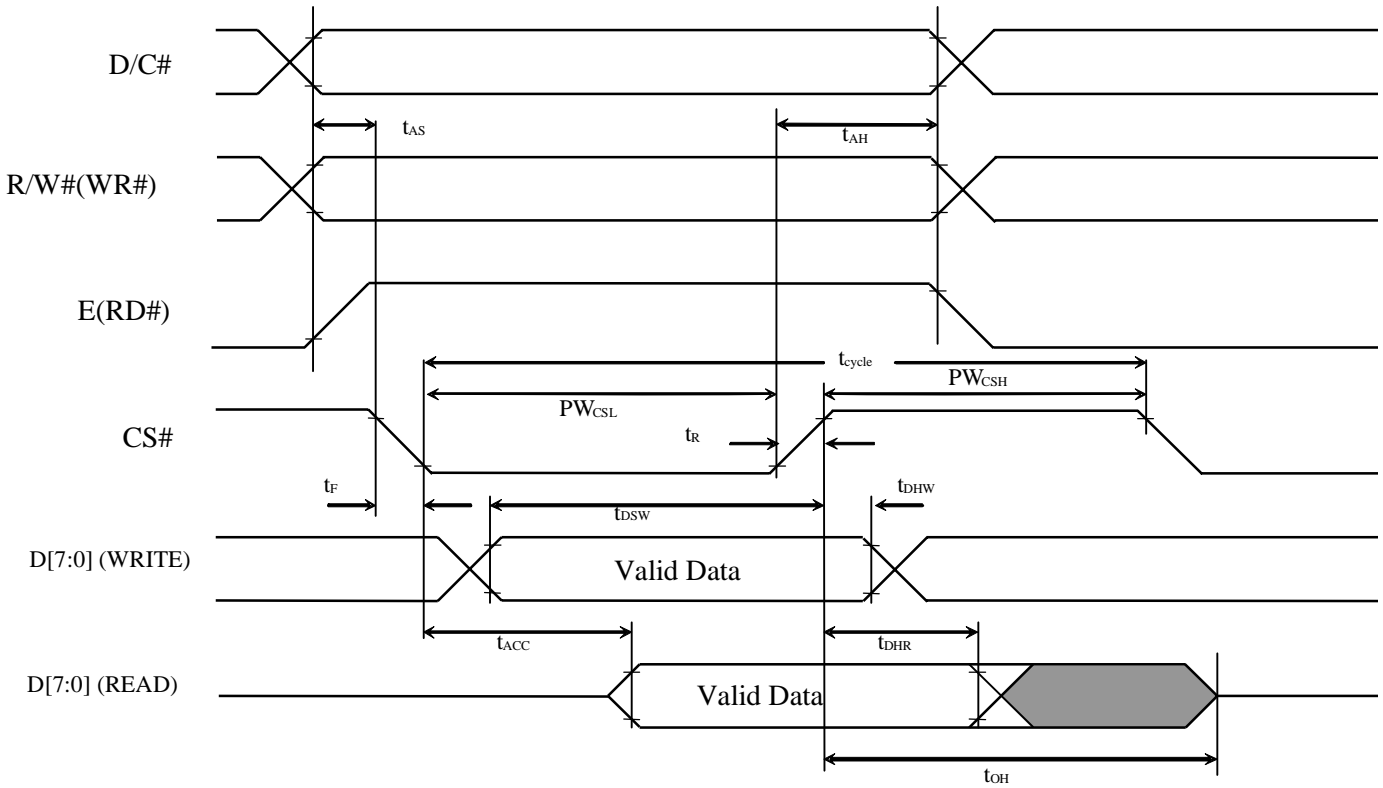 D/C#
tAS
tAH
R/W#(WR#)
E(RD#)
tcycle
PWCSL
PWCSH
CS#
tR
tF
tDSW
tDHW
D[7:0] (WRITE)
Valid Data
tACC
tDHR
D[7:0] (READ)
Valid Data
tOH